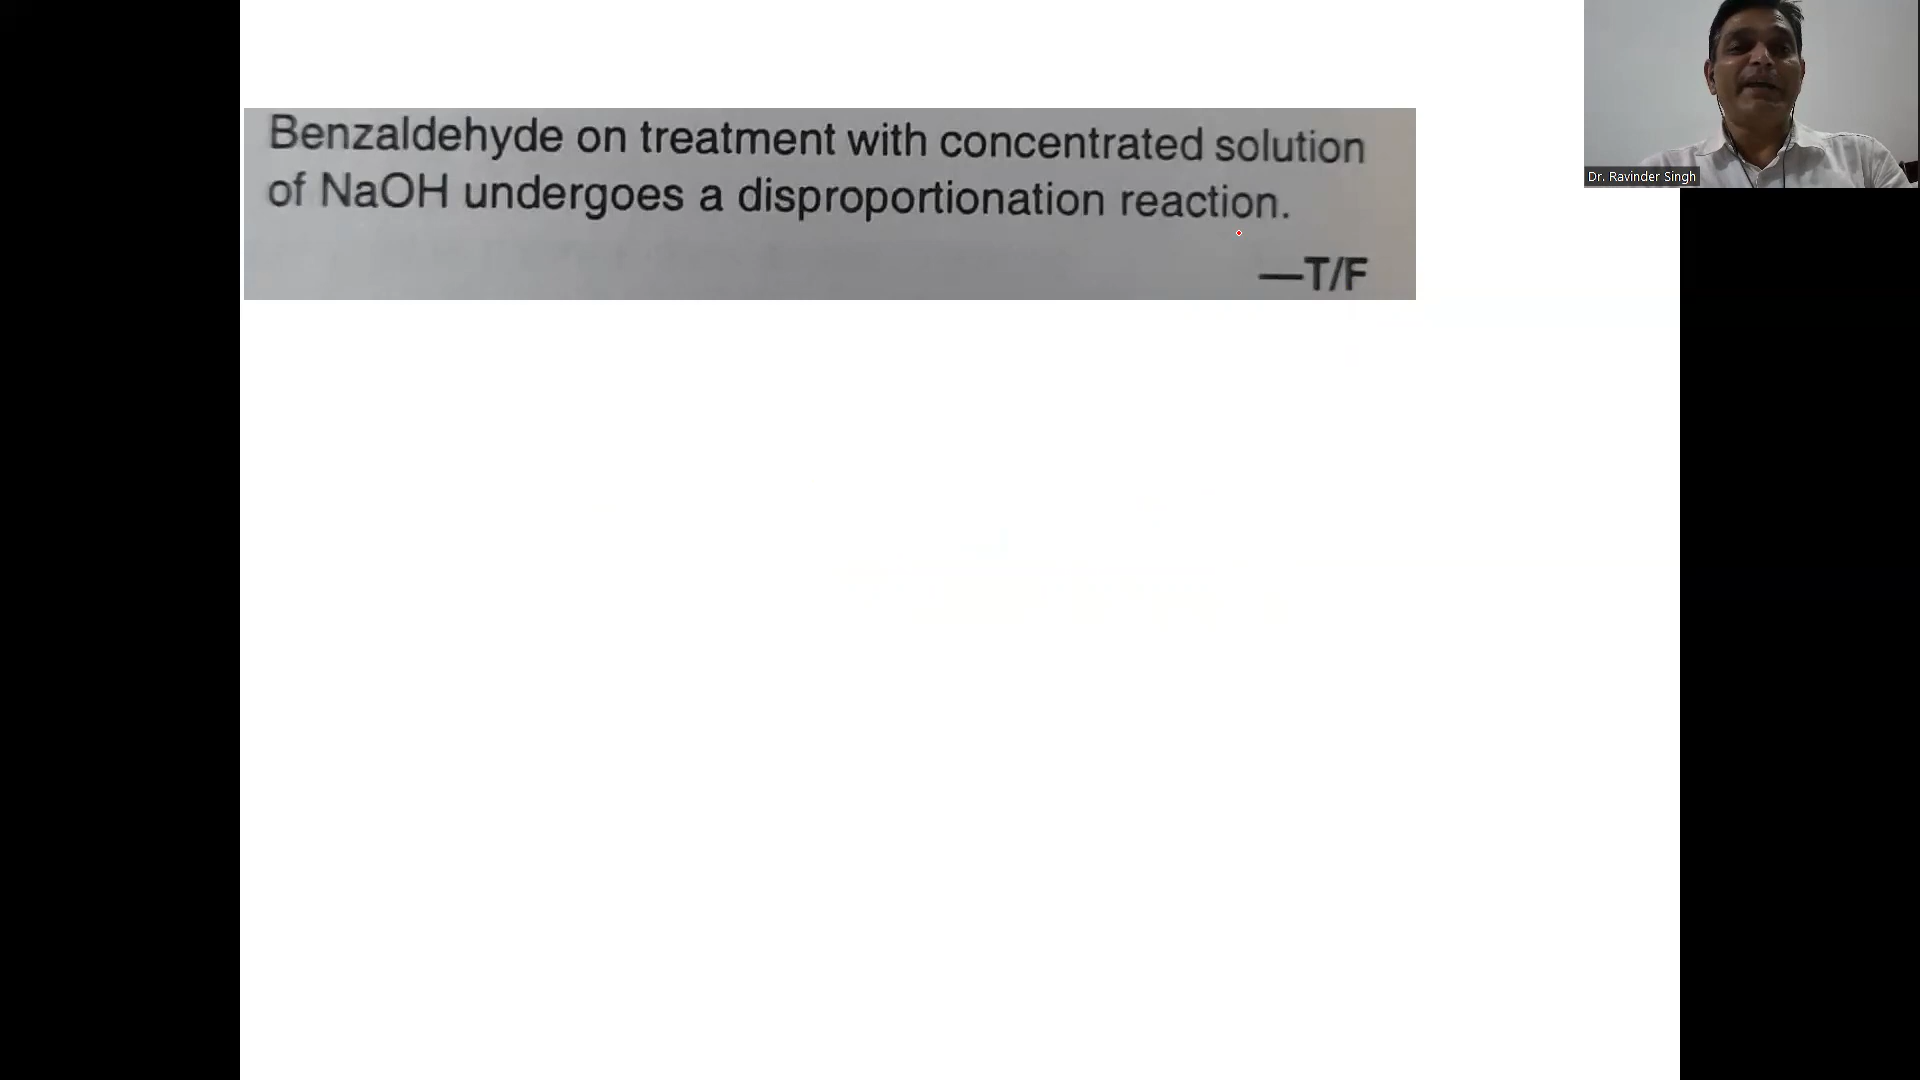 Benzaldehyde on treatment with concentrated solution
of NaOH undergoes a disproportionation reaction.
—T/F
Dr. Ravinder Singh